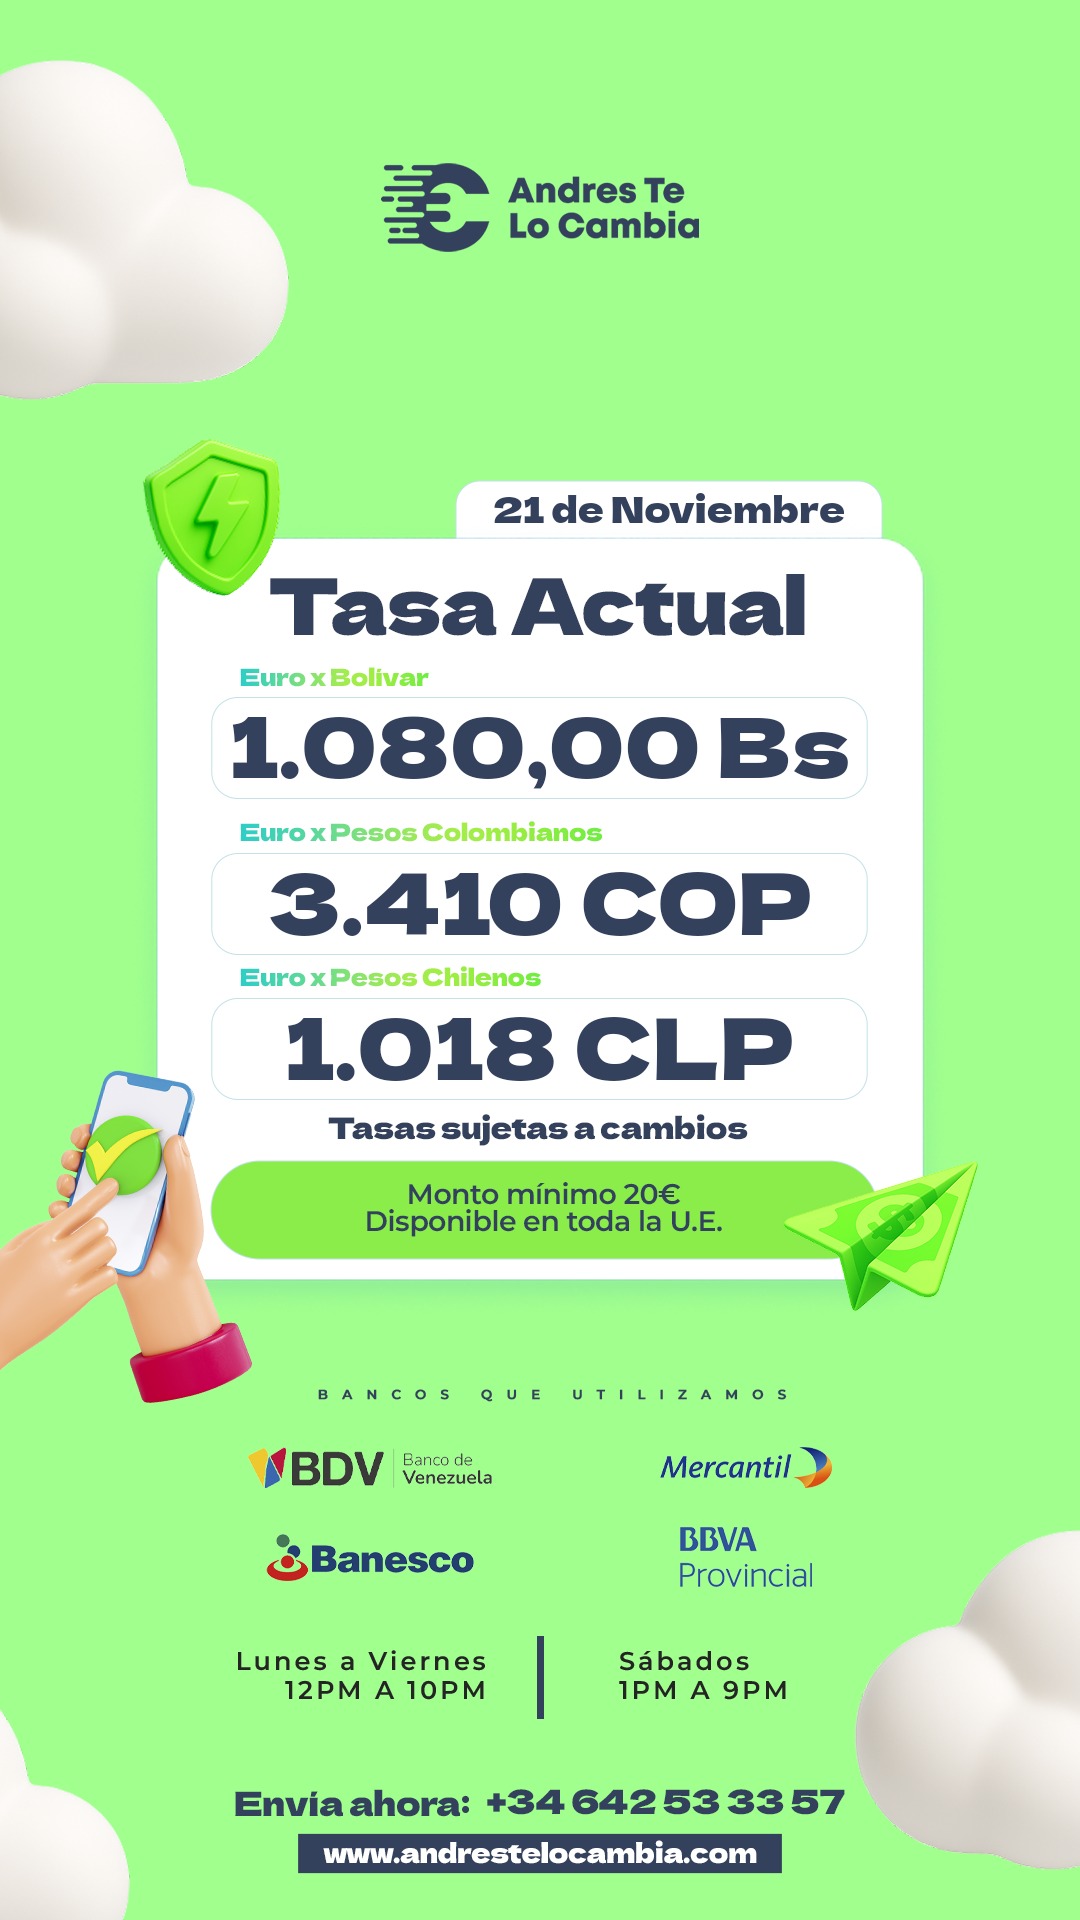 Andres Te
Lo Cambia
21 de Noviembre
Tasa Actual
Euro x Bolívar
1.080,00 Bs
Euro x Pesos Colombianos
3.410 COP
Euro x Pesos Chilenos
1.018 CLP
Tasas sujetas a cambios
Monto mínimo 20€
Disponible en toda la U.E.
BANCOS QUE UTILIZAMOS
BDV Banco de
Venezuela
Mercantil
Banesco
BBVA
Provincial
Lunes a Viernes
12PM A 10PM
Sábados
1PM A 9PM
Envía ahora: +34 642 53 33 57
www.andrestelocambia.com